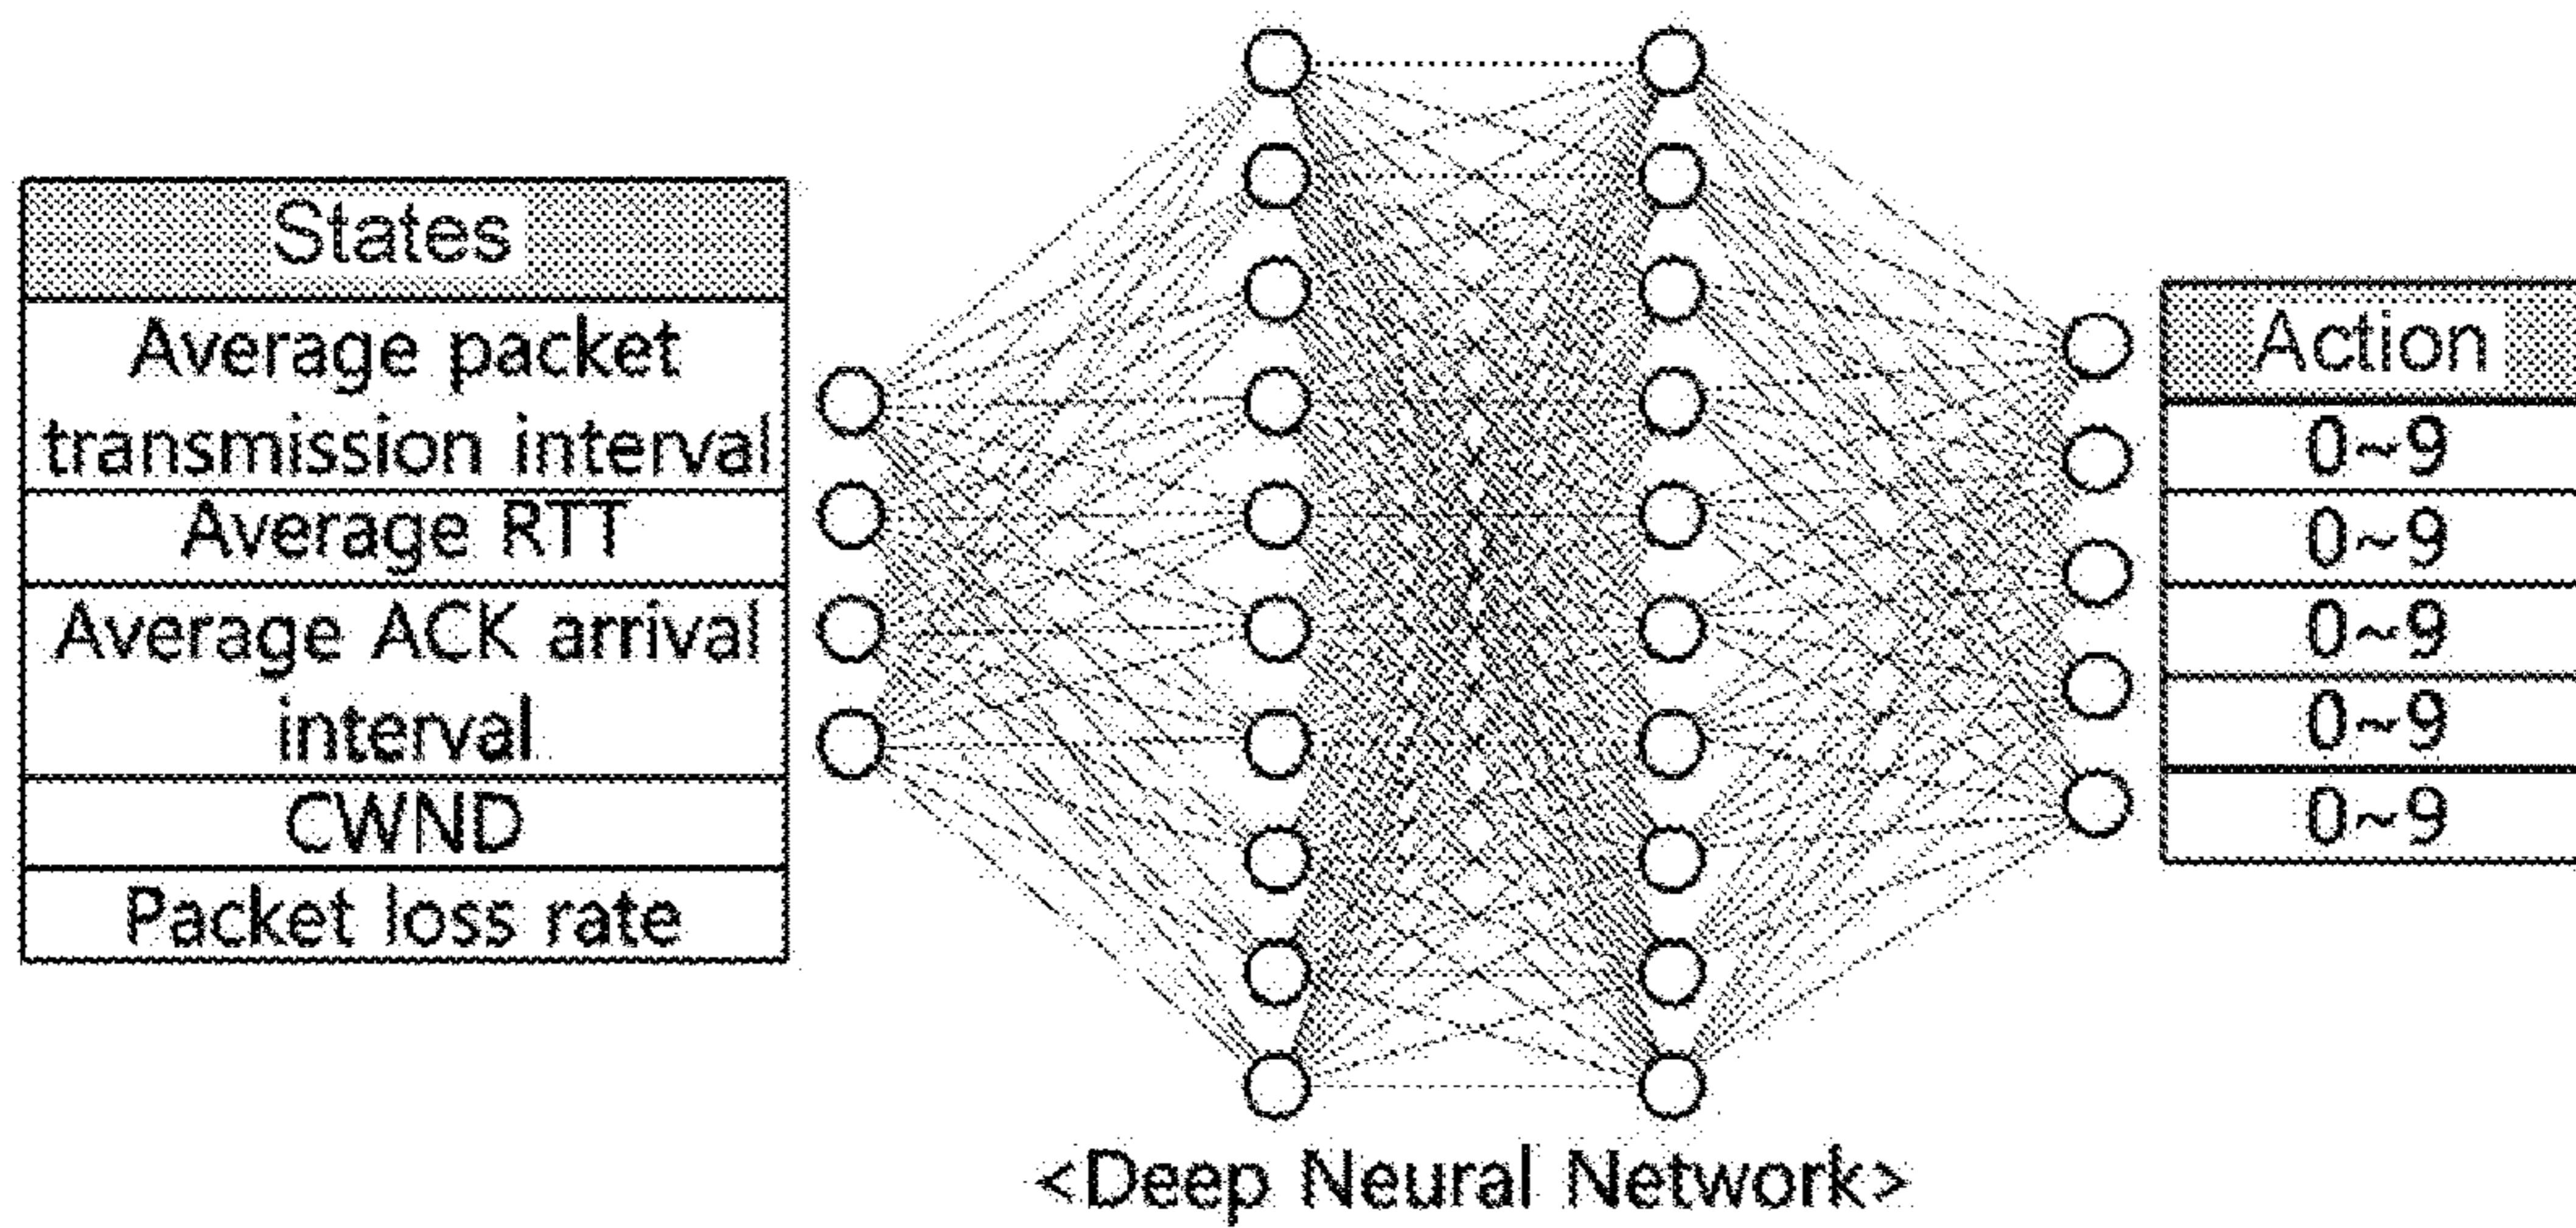 States
Average packet
transmission interval
Average RTT
Average ACK arrival
interval
CWND
Packet loss rate
<Deep Neural Network>
Action
0~9
0~9
0~9
0~9
0~9